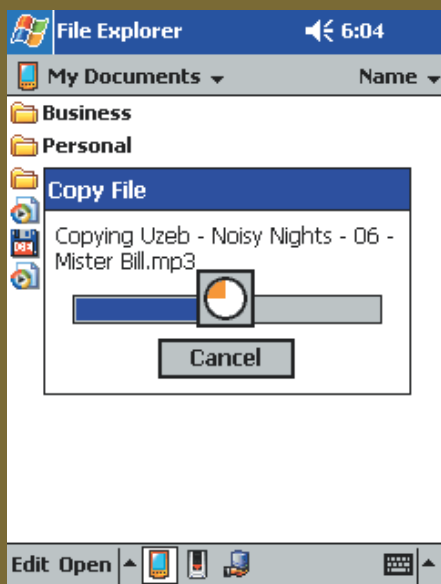 File Explorer 6:04
My Documents Name
Business
Personal
Copy File
Copying Uzeb - Noisy Nights - 06 -
Mister Bill.mp3
Cancel
Edit Open